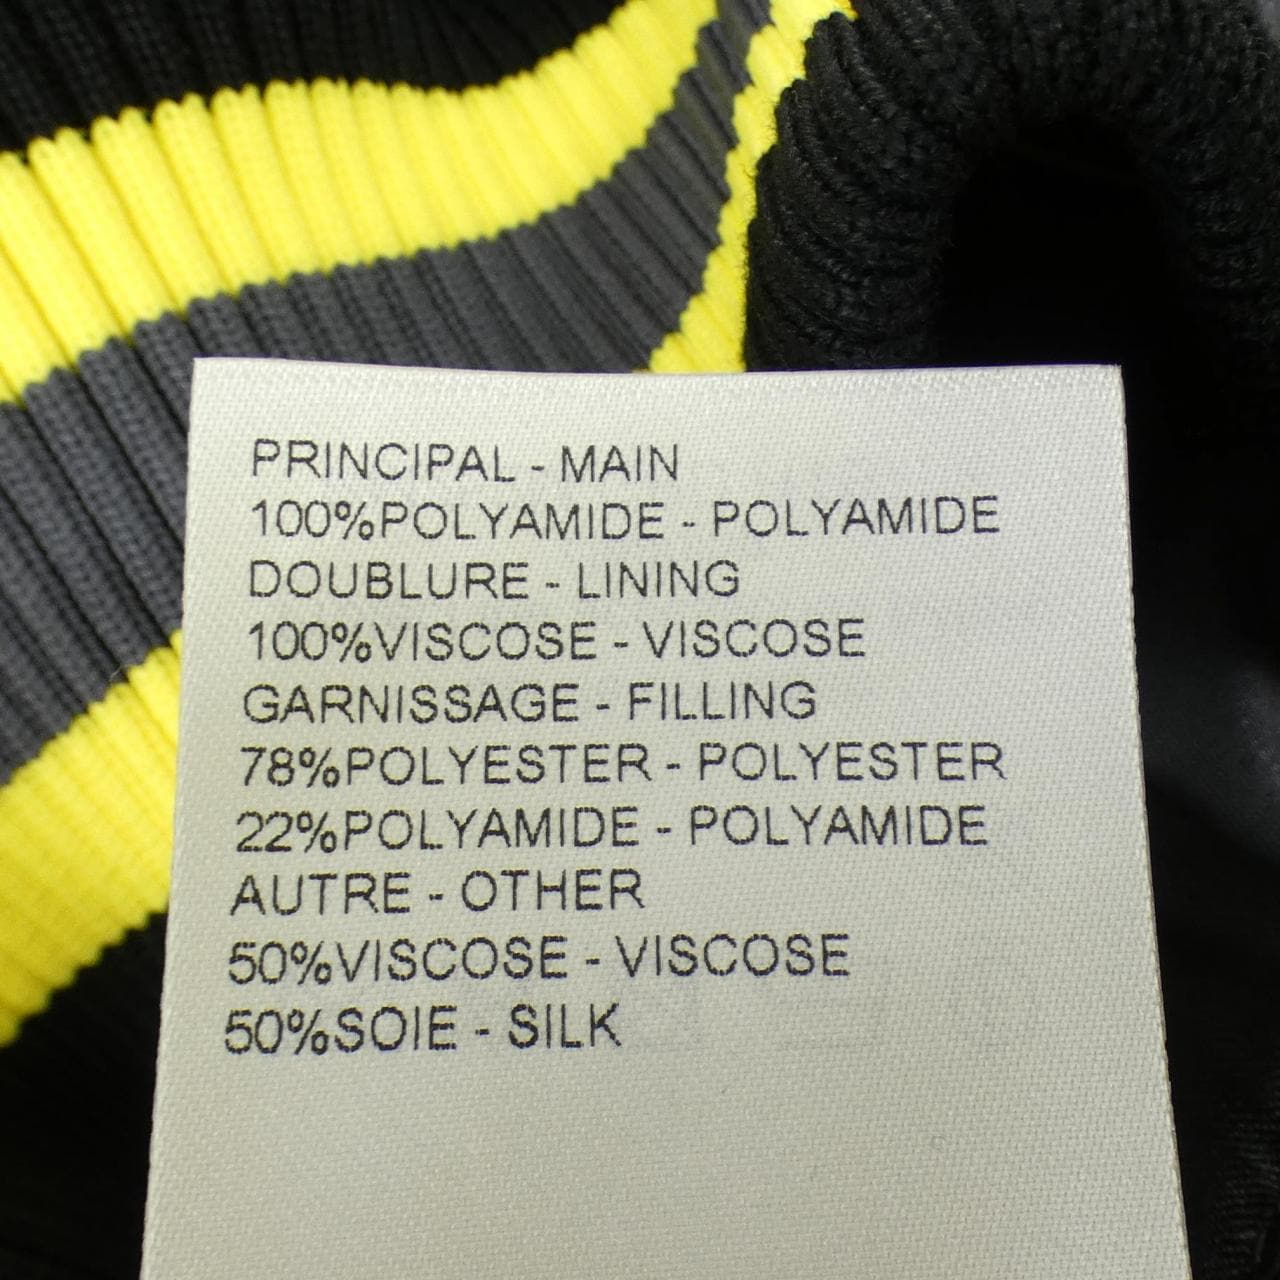 PRINCIPAL - MAIN
100%POLYAMIDE - POLYAMIDE
DOUBLURE - LINING
100%VISCOSE - VISCOSE
GARNISSAGE - FILLING
78%POLYESTER - POLYESTER
22%POLYAMIDE - POLYAMIDE
AUTRE - OTHER
50%VISCOSE - VISCOSE
50%SOIE - SILK